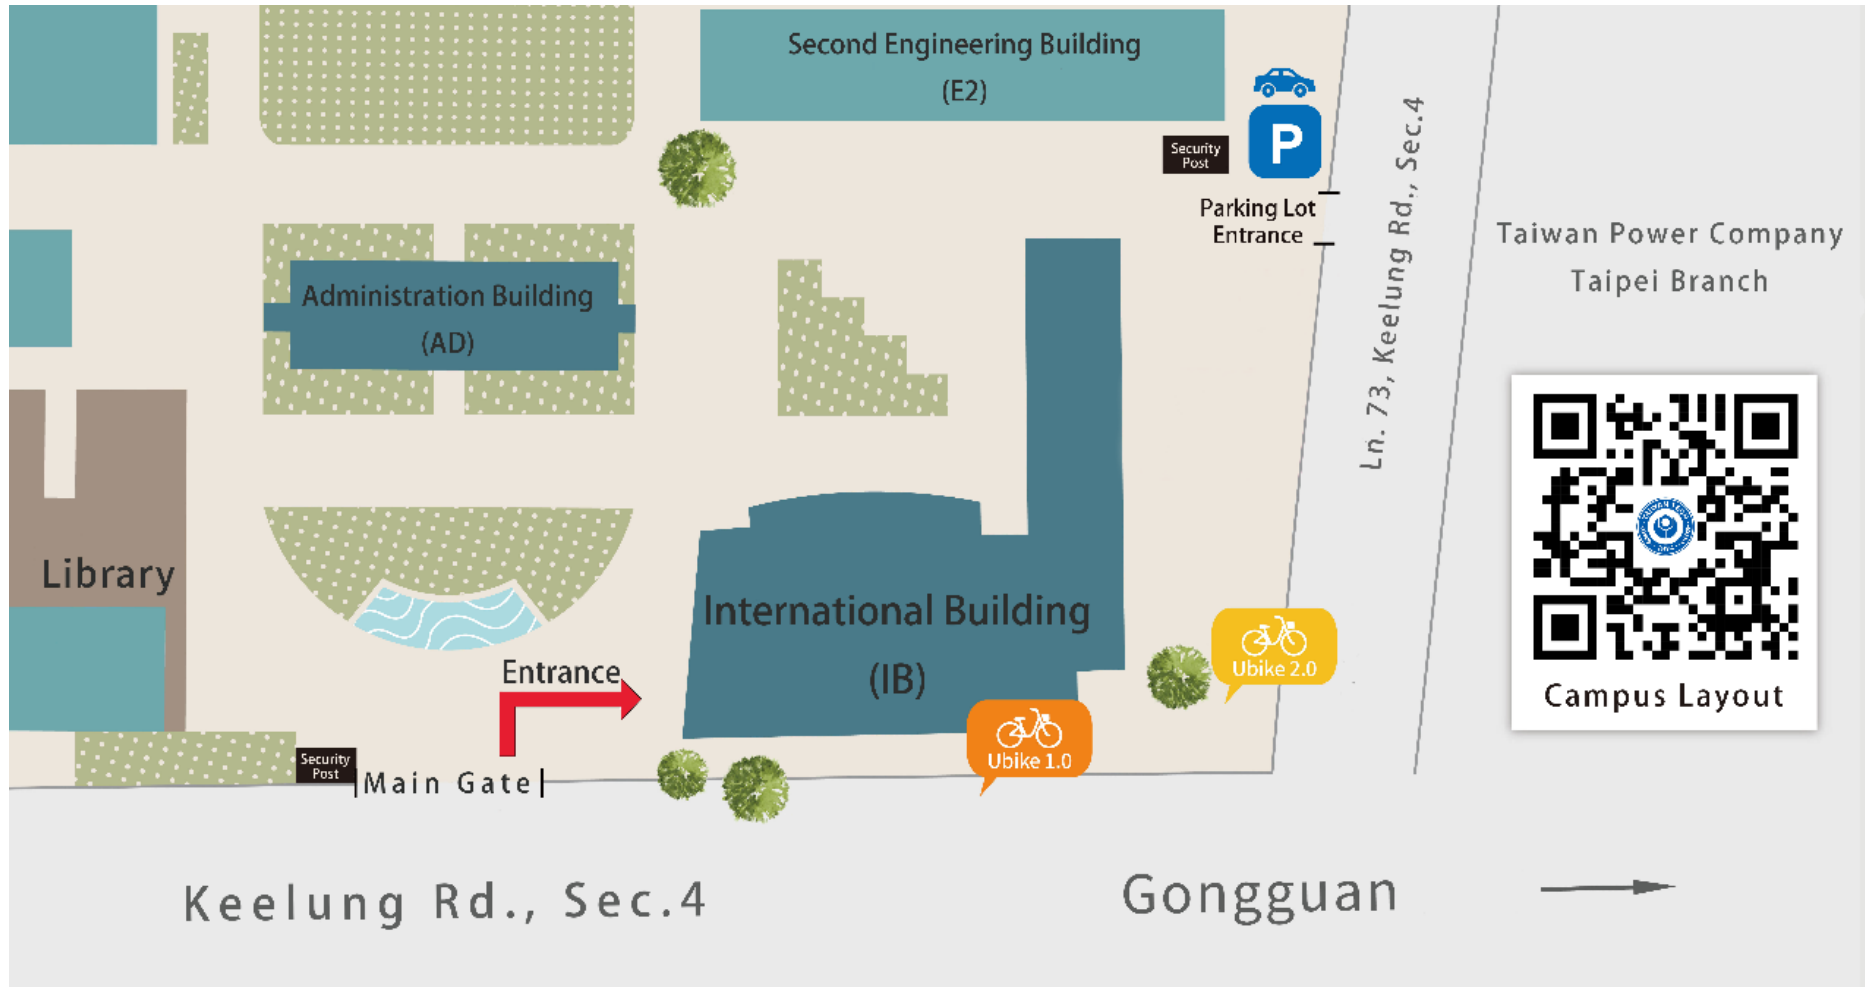 Second Engineering Building
(E2)
Security
Post
P
Parking Lot
Entrance
Ln. 73, Keelung Rd., Sec.4
Taiwan Power Company
Taipei Branch
Administration Building
(AD)
Library
International Building
(IB)
Entrance
Ubike 2.0
Ubike 1.0
Campus Layout
Security
Post
Main Gate
Keelung Rd., Sec.4
Gongguan